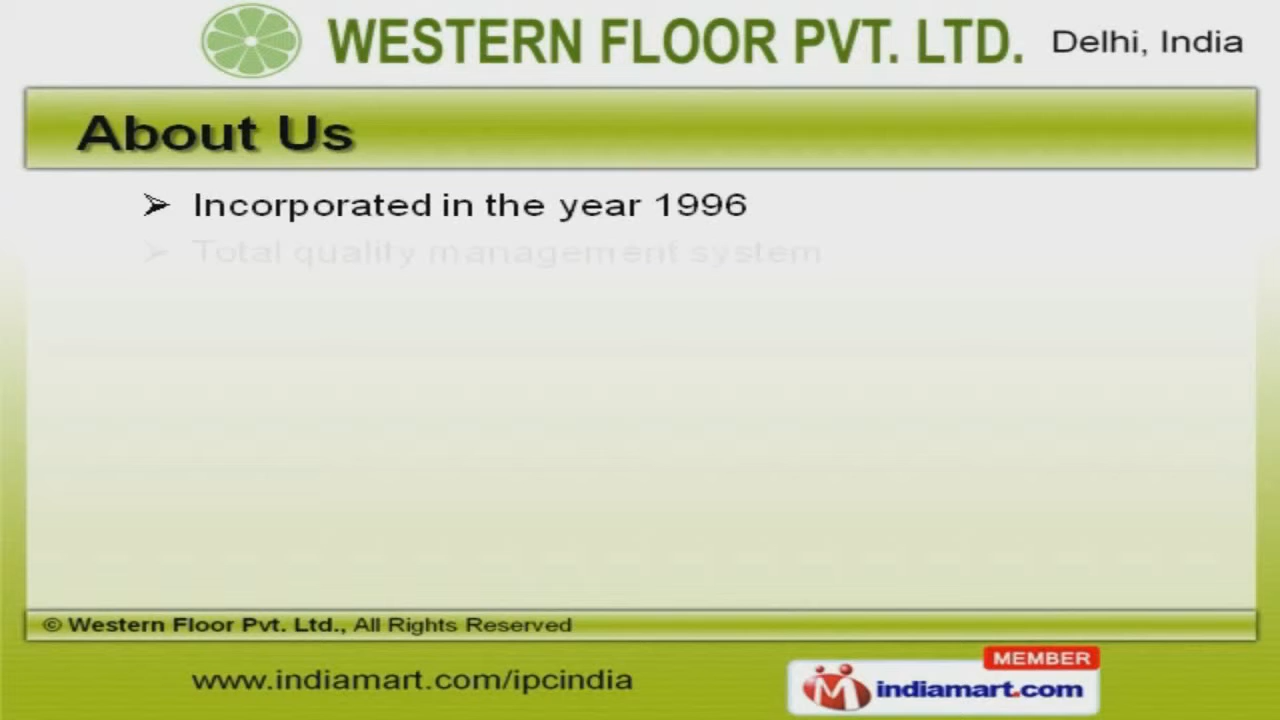 WESTERN FLOOR PVT. LTD. Delhi, India
About Us
➢ Incorporated in the year 1996
➢ Total quality management system
© Western Floor Pvt. Ltd., All Rights Reserved
MEMBER
www.indiamart.com/ipcindia
indiamart.com